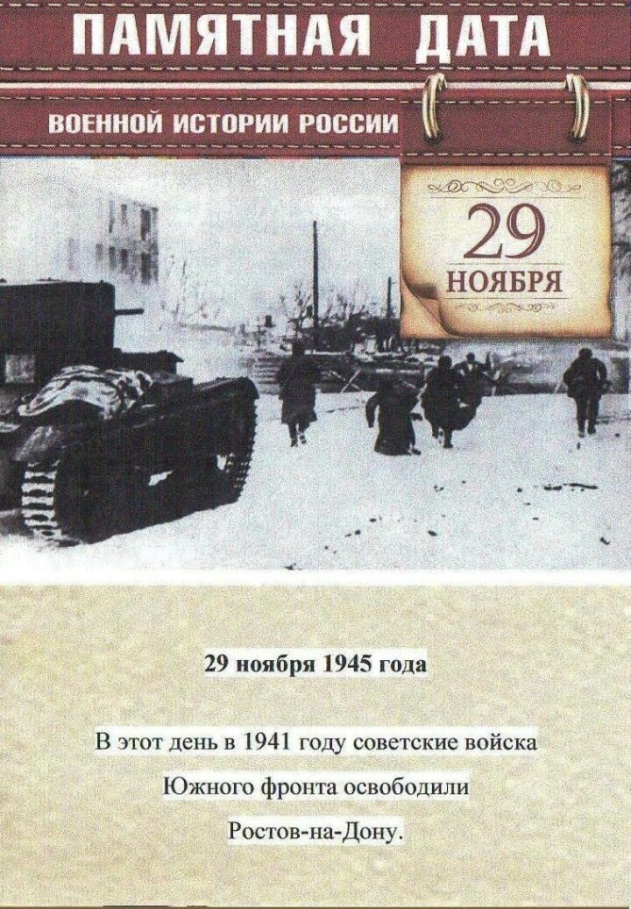 ПАМЯТНАЯ ДАТА
ВОЕННОЙ ИСТОРИИ РОССИИ
29
НОЯБРЯ
29 ноября 1945 года
В этот день в 1941 году советские войска
Южного фронта освободили
Ростов-на-Дону.